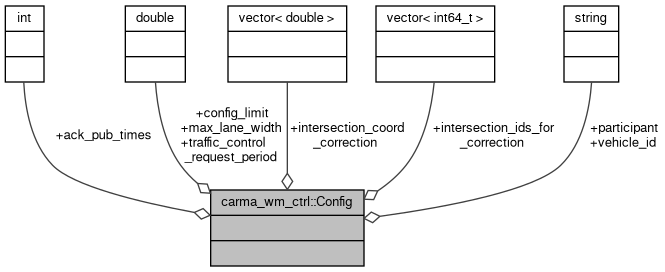 int
double
vector< double >
vector< int64_t >
string
+ack_pub_times
+config_limit
+max_lane_width
+traffic_control
_request_period
+intersection_coord
_correction
+intersection_ids_for
_correction
+participant
+vehicle_id
carma_wm_ctrl::Config